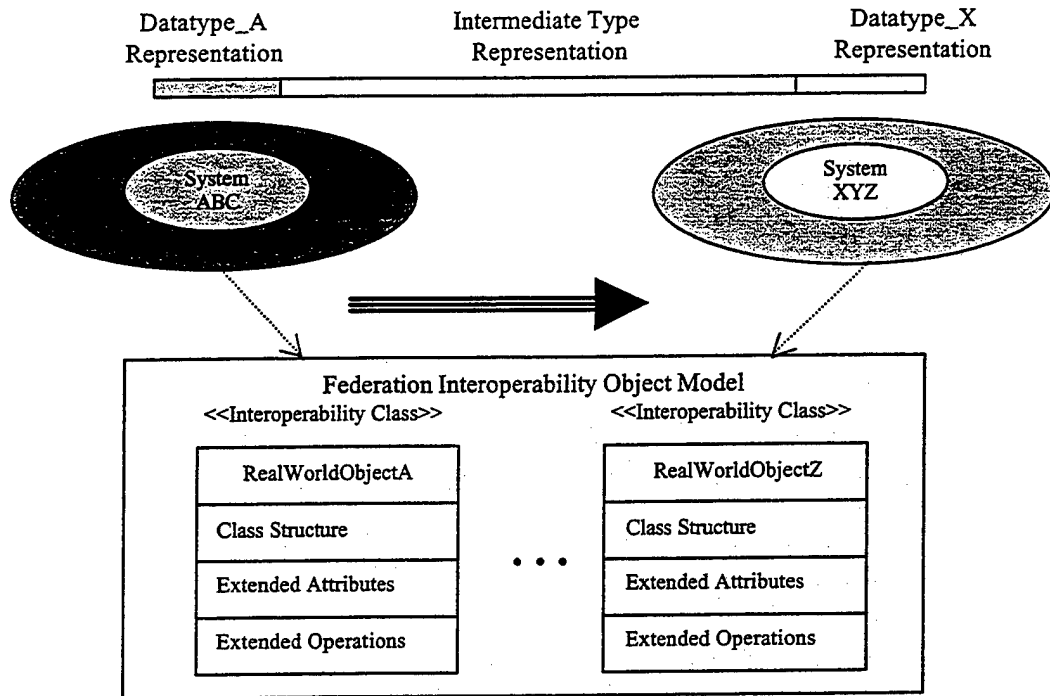 Datatype_A
Representation
Intermediate Type
Representation
Datatype_X
Representation
System
ABC
System
XYZ
Federation Interoperability Object Model
<<Interoperability Class>>
<<Interoperability Class>>
RealWorldObjectA
Class Structure
Extended Attributes
Extended Operations
• • •
RealWorldObjectZ
Class Structure
Extended Attributes
Extended Operations